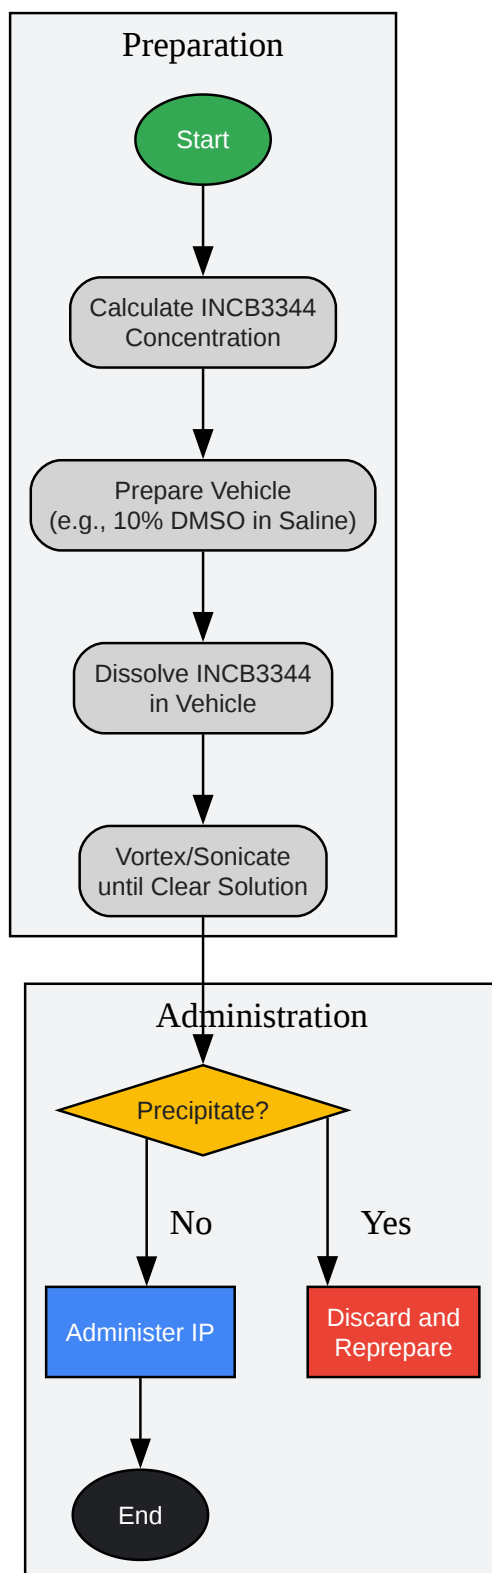 Preparation
Start
Calculate INCB3344
Concentration
Prepare Vehicle
(e.g., 10% DMSO in Saline)
Dissolve INCB3344
in Vehicle
Vortex/Sonicate
until Clear Solution
Administration
Precipitate?
No
Yes
Administer IP
Discard and
Reprepare
End